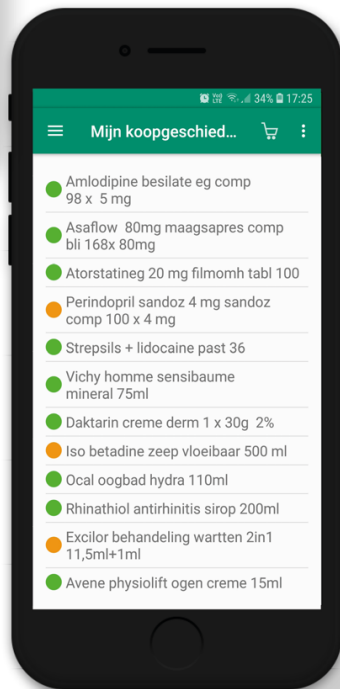 34% 17:25
Mijn koopgeschied...
Amlodipine besilate eg comp
98 x 5 mg
Asaflow 80mg maagsapres comp
bli 168x 80mg
Atorstatineg 20 mg filmomh tabl 100
Perindopril sandoz 4 mg sandoz
comp 100 x 4 mg
Strepsils + lidocaine past 36
Vichy homme sensibaume
mineral 75ml
Daktarin creme derm 1 x 30g 2%
Iso betadine zeep vloeibaar 500 ml
Ocal oogbad hydra 110ml
Rhinathiol antirhinitis sirop 200ml
Excilor behandeling wartten 2in1
11,5ml+1ml
Avene physiolift ogen creme 15ml